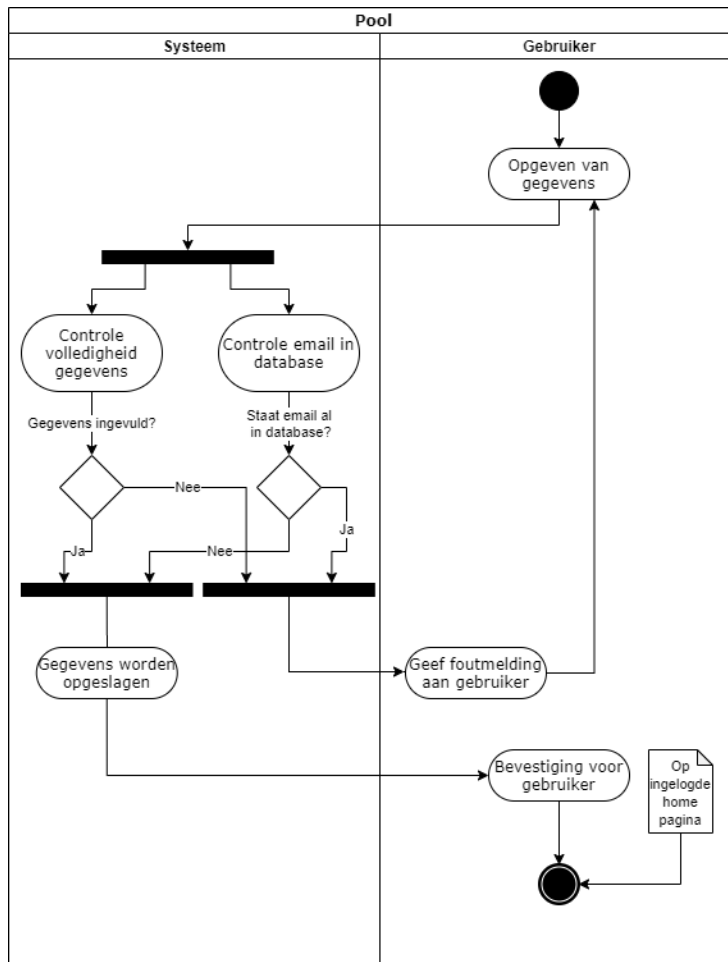 Pool
Systeem
Gebruiker
Opgeven van
gegevens
Controle
volledigheid
gegevens
Controle email in
database
Gegevens ingevuld?
Staat email al
in database?
Nee
Ja
Ja
Nee
Gegevens worden
opgeslagen
Geef foutmelding
aan gebruiker
Bevestiging voor
gebruiker
Op
ingelogde
home
pagina